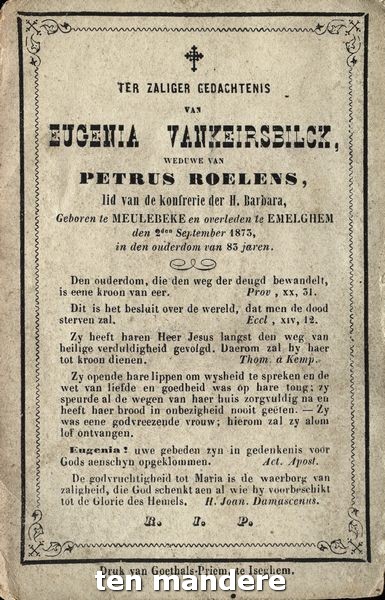 TER ZALIGER GEDACHTENIS
VAN
EUGENIA VANKEIRSBILCK,
WEDUWE VAN
PETRUS ROELENS,
lid van de konfrerie der H. Barbara,
Geboren te MEULEBEKE en overleden te EMELGHEM
den 2den September 1873,
in den ouderdom van 83 jaren.
Den ouderdom, die den weg der deugd bewandelt,
is eene kroon van eer. Prov, XX, 31.
Dit is het besluit over de wereld, dat men de dood
sterven zal. Eccl, XIV, 12.
Zy heeft haren Heer Jesus langst den weg van
heilige verduldigheid gevolgd. Daerom zal hy haer
tot kroon dienen. Thom. à Kemp.
Zy opende hare lippen om wysheid te spreken en de
wet van liefde en goedheid was op hare tong; zy
speurde al de wegen van haer huis zorgvuldig na en
heeft haer brood in onbezigheid nooit geëten. — Zy
was eene godvreezende vrouw; hierom zal zy alom
lof ontvangen.
Eugenia! uwe gebeden zyn in gedenkenis voor
Gods aenschyn opgeklommen. Act. Apost.
De godvruchtigheid tot Maria is de waerborg van
zaligheid, die God schenkt aen al wie hy voorbeschikt
tot de Glorie des Hemels. H. Joan. Damascenus.
R. I. P.
Druk van Goethals-Priem, te Iseghem.
ten mandere